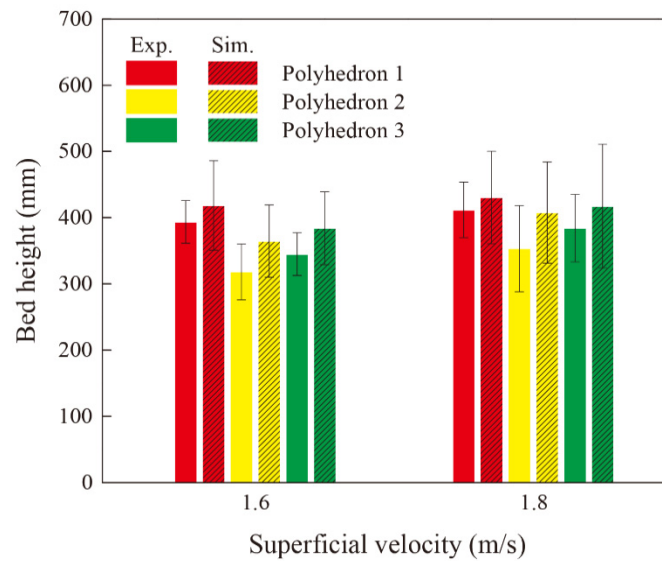 700
600
500
400
300
200
100
0
Bed height (mm)
Exp. Sim.
Polyhedron 1
Polyhedron 2
Polyhedron 3
1.6 1.8
Superficial velocity (m/s)